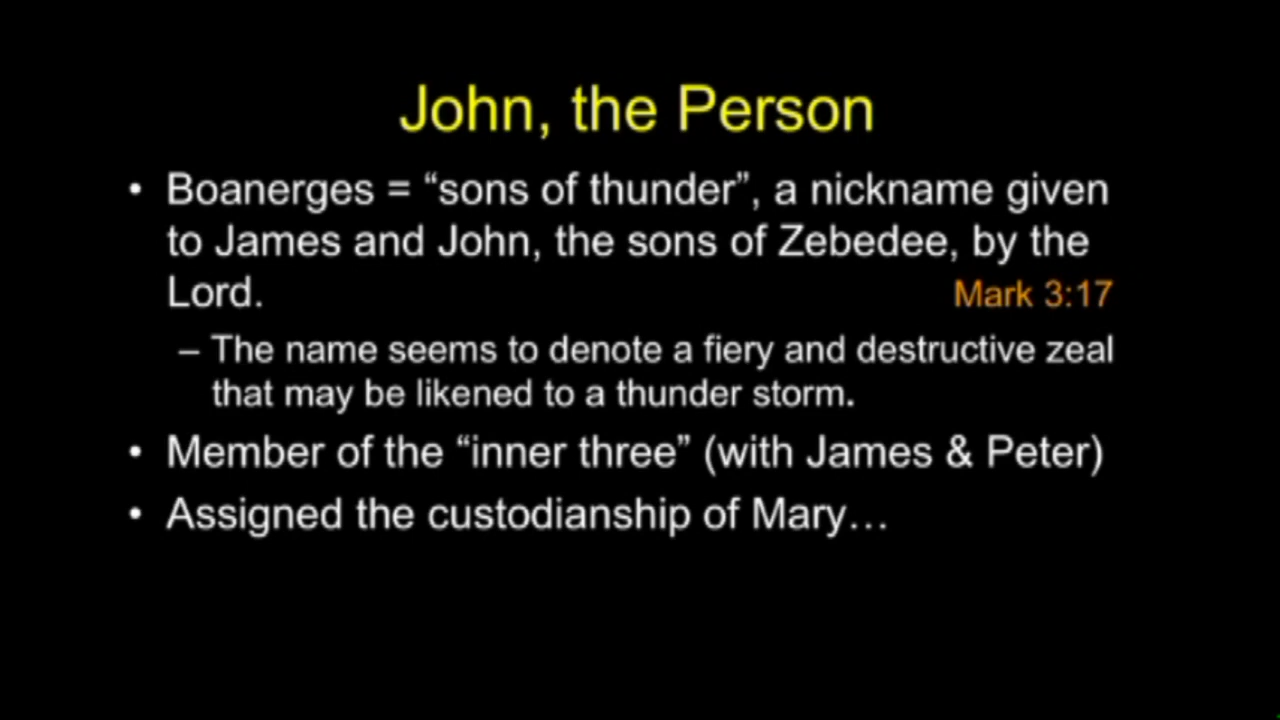 John, the Person
• Boanerges = “sons of thunder”, a nickname given
to James and John, the sons of Zebedee, by the
Lord. Mark 3:17
– The name seems to denote a fiery and destructive zeal
that may be likened to a thunder storm.
• Member of the “inner three” (with James & Peter)
• Assigned the custodianship of Mary…